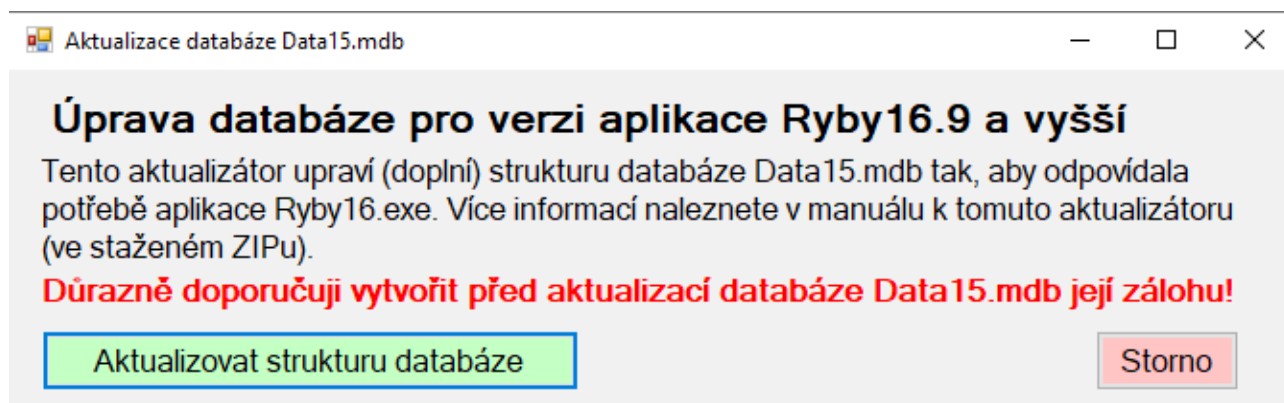 Aktualizace databáze Data15.mdb
Úprava databáze pro verzi aplikace Ryby16.9 a vyšší
Tento aktualizátor upraví (doplní) strukturu databáze Data15.mdb tak, aby odpovídala
potřebě aplikace Ryby16.exe. Více informací naleznete v manuálu k tomuto aktualizátoru
(ve staženém ZIPu).
Důrazně doporučuji vytvořit před aktualizací databáze Data15.mdb její zálohu!
Aktualizovat strukturu databáze
Storno